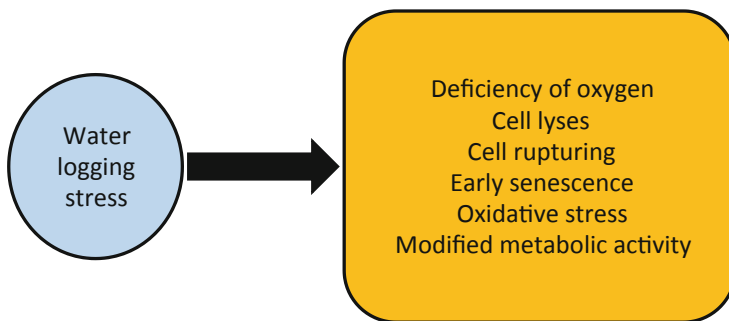 Water
logging
stress
Deficiency of oxygen
Cell lyses
Cell rupturing
Early senescence
Oxidative stress
Modified metabolic activity